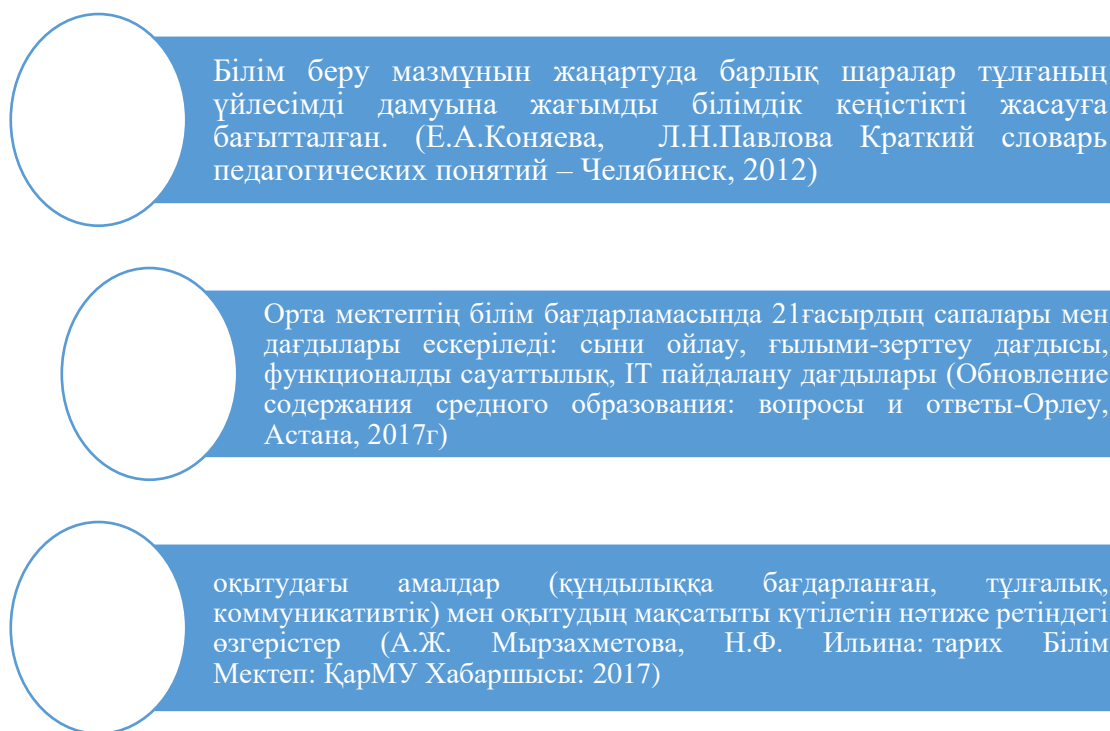 Білім беру мазмұнын жаңартуда барлық шаралар тұлғаның
үйлесімді дамуына жағымды білімдік кеңістікті жасауға
бағытталған. (Е.А.Коняева, Л.Н.Павлова Краткий словарь
педагогических понятий – Челябинск, 2012)
Орта мектептің білім бағдарламасында 21ғасырдың сапалары мен
дағдылары ескеріледі: сыни ойлау, ғылыми-зерттеу дағдысы,
функционалды сауаттылық, IT пайдалану дағдылары (Обновление
содержания средного образования: вопросы и ответы-Орлеу,
Астана, 2017г)
оқытудағы амалдар (құндылыққа бағдарланған, тұлғалық,
коммуникативтік) мен оқытудың мақсатыты күтілетін нәтиже ретіндегі
өзгерістер (А.Ж. Мырзахметова, Н.Ф. Ильина: тарих Білім
Мектеп: ҚарМУ Хабаршысы: 2017)